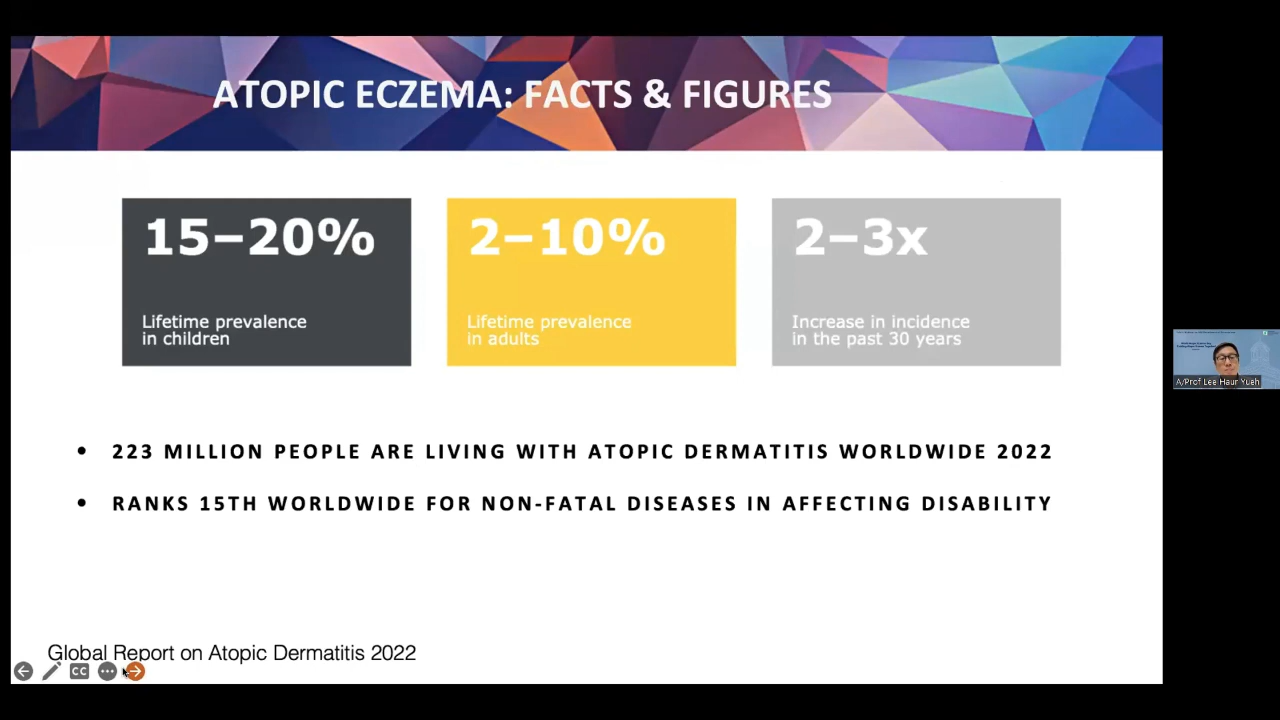 ATOPIC ECZEMA: FACTS & FIGURES
15–20%
Lifetime prevalence
in children
2–10%
Lifetime prevalence
in adults
2–3x
Increase in incidence
in the past 30 years
• 223 MILLION PEOPLE ARE LIVING WITH ATOPIC DERMATITIS WORLDWIDE 2022
• RANKS 15TH WORLDWIDE FOR NON-FATAL DISEASES IN AFFECTING DISABILITY
Global Report on Atopic Dermatitis 2022
CC
A/Prof Lee Haur Yueh